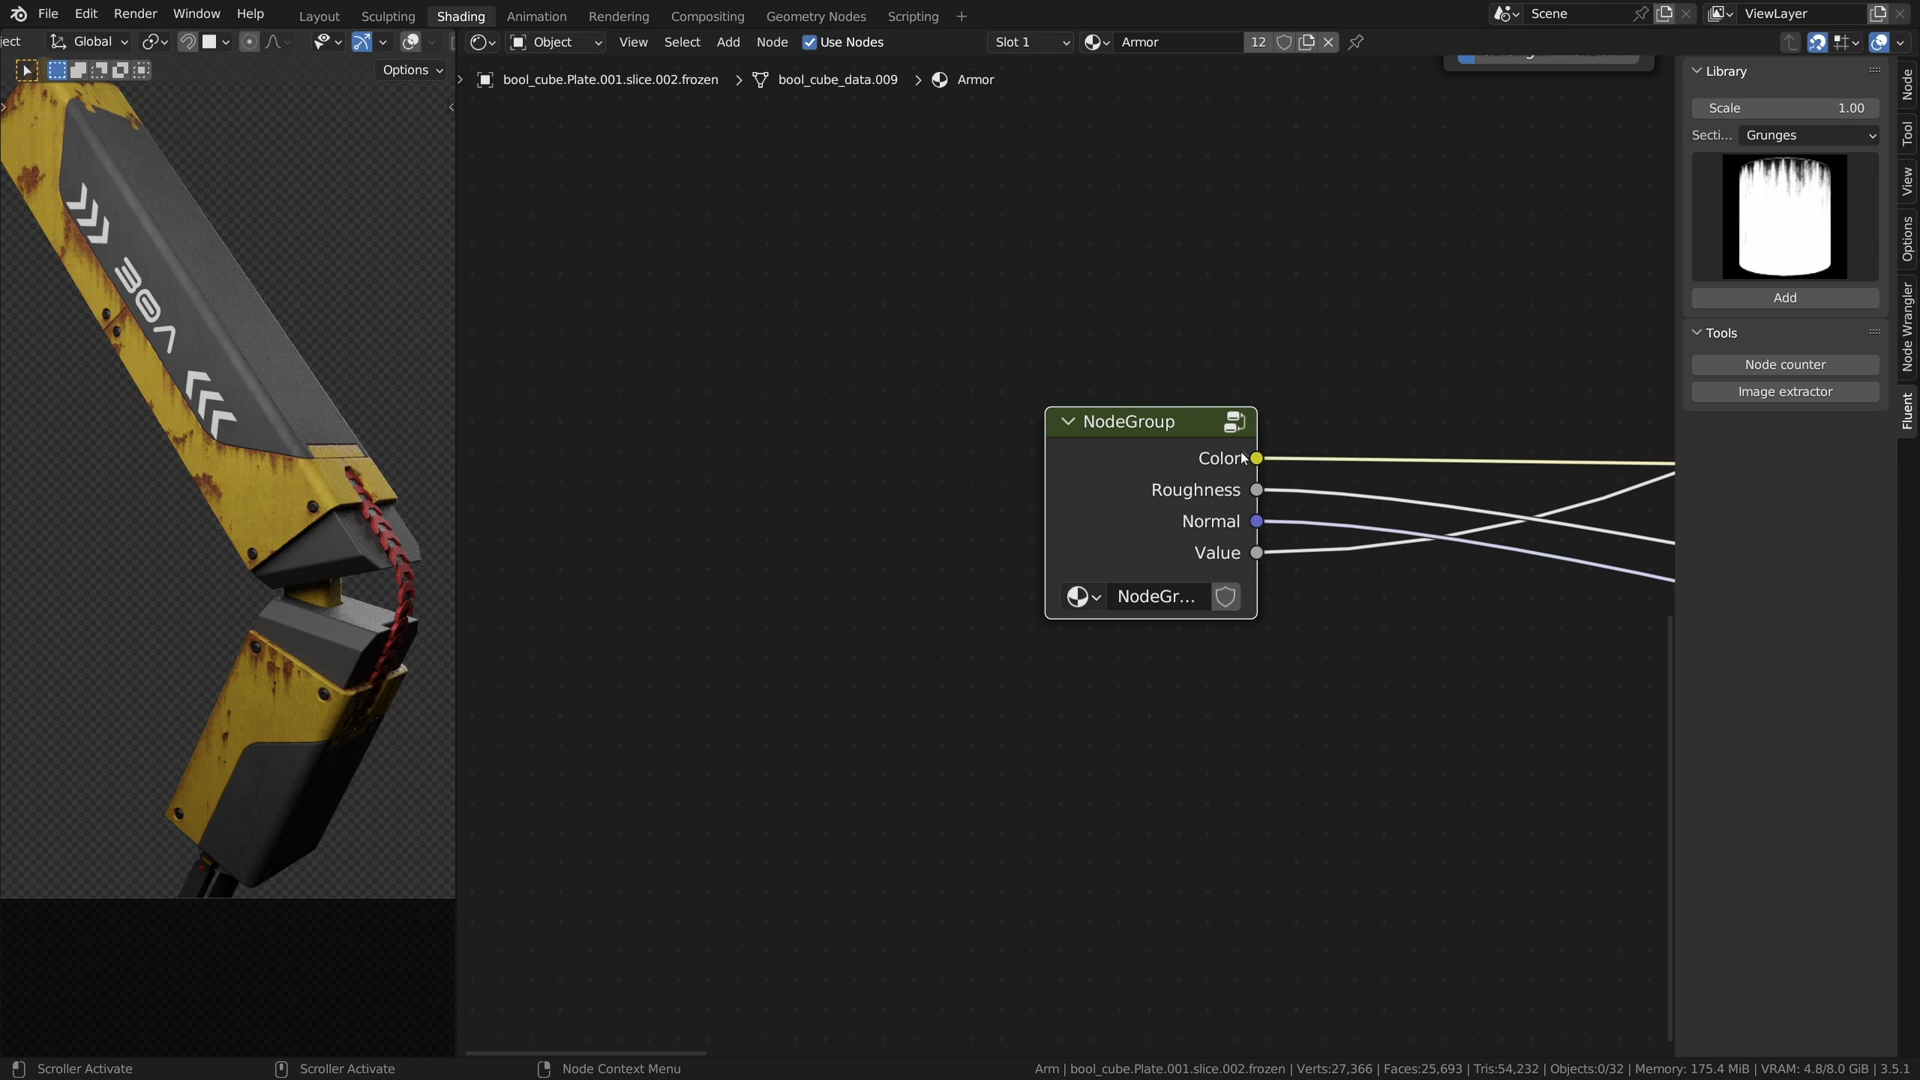 File Edit Render Window Help Layout Sculpting Shading Animation Rendering Compositing Geometry Nodes Scripting + Scene ViewLayer
ect Global Object View Select Add Node Use Nodes Slot 1 Armor 12
Options
bool_cube.Plate.001.slice.002.frozen > bool_cube_data.009 > Armor
Library
Scale 1.00
Secti... Grunges
Add
Tools
Node counter
Image extractor
Node
Tool
View
Options
Node Wrangler
Fluent
NodeGroup
Color
Roughness
Normal
Value
NodeGr...
Scroller Activate Scroller Activate Node Context Menu Arm | bool_cube.Plate.001.slice.002.frozen | Verts:27,366 | Faces:25,693 | Tris:54,232 | Objects:0/32 | Memory: 175.4 MiB | VRAM: 4.8/8.0 GiB | 3.5.1